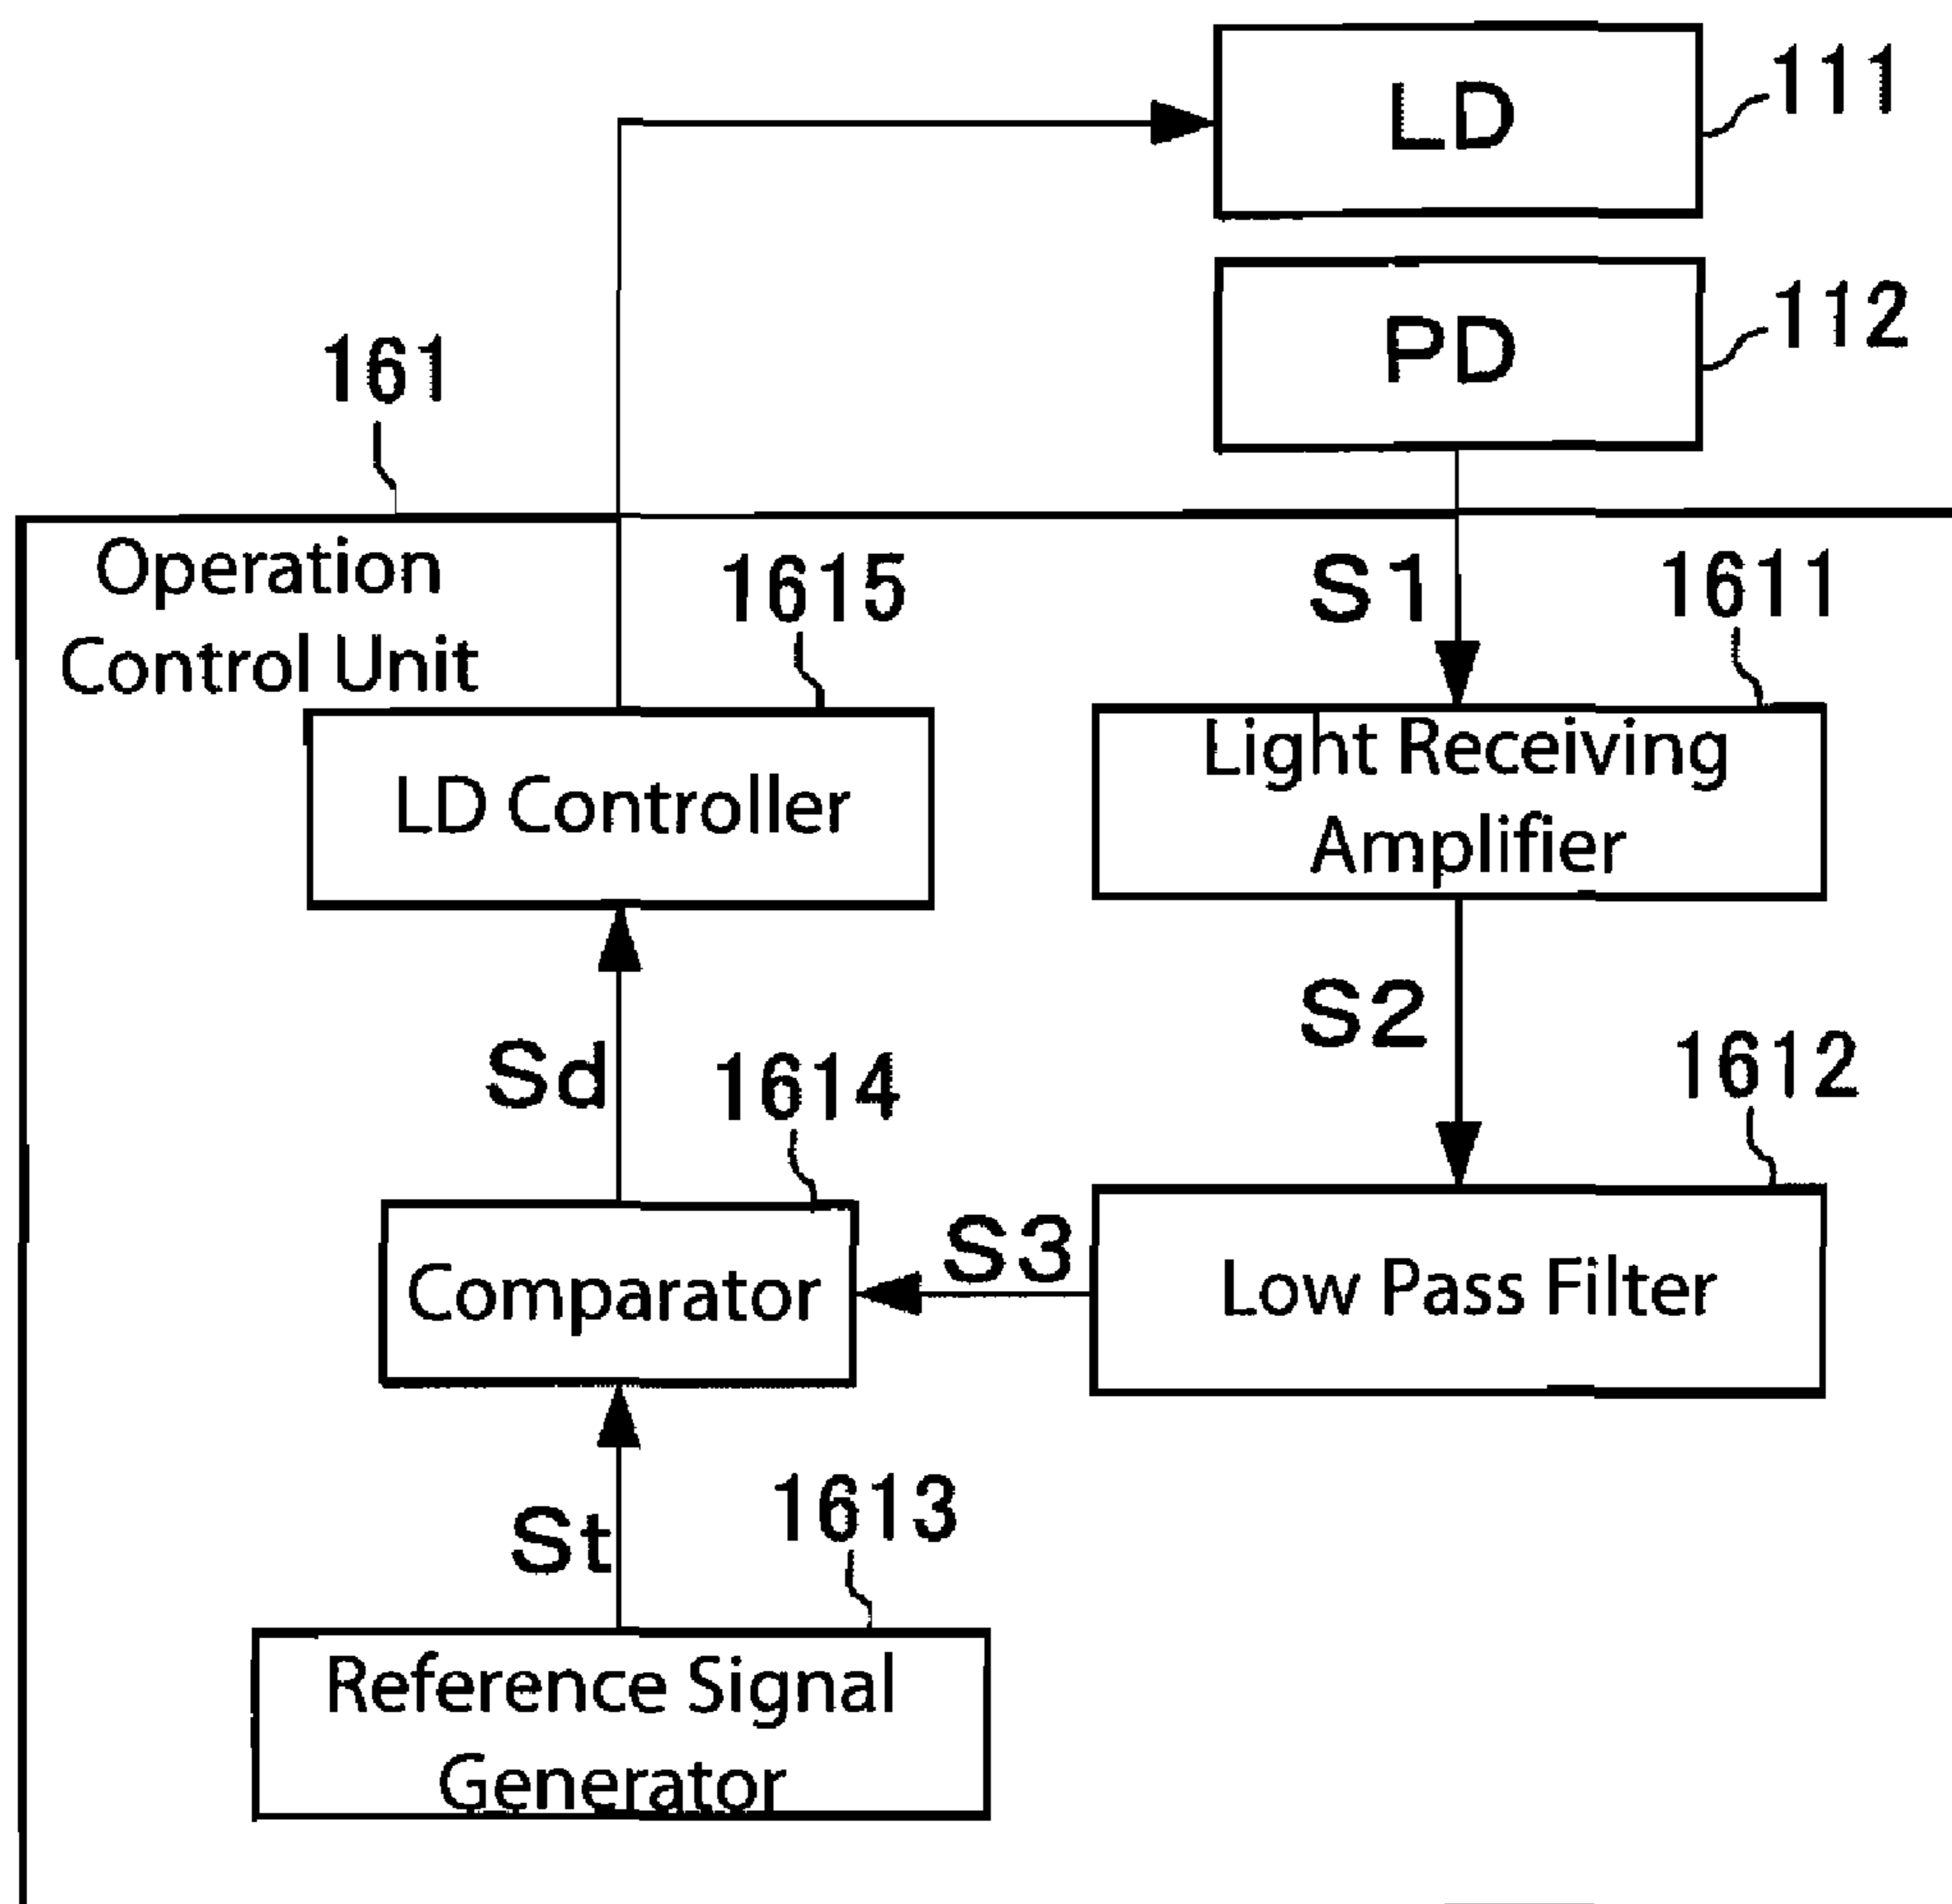 LD
111
PD
112
161
Operation
Control Unit
1615
S1
1611
LD Controller
Light Receiving
Amplifier
Sd
1614
S2
1612
Comparator
S3
Low Pass Filter
St
1613
Reference Signal
Generator